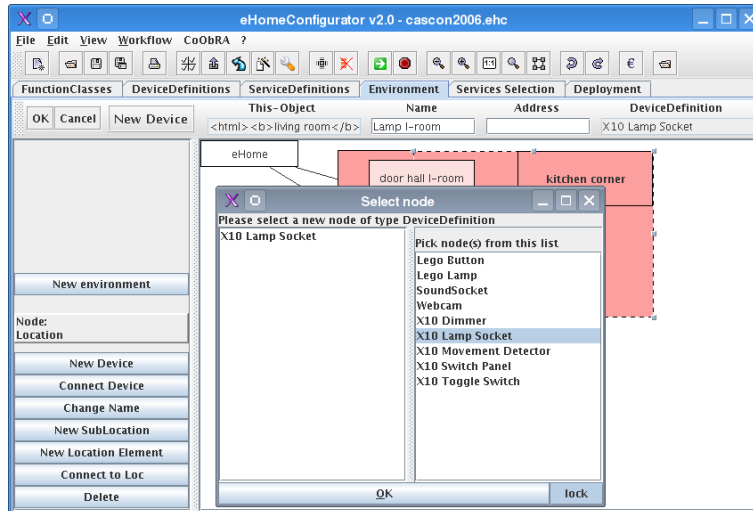 eHomeConfigurator v2.0 - cascon2006.ehc
File Edit View Workflow CoObRA ?
1:1 €
FunctionClasses DeviceDefinitions ServiceDefinitions Environment Services Selection Deployment
OK Cancel New Device
This-Object Name Address DeviceDefinition
<html><b>living room</b> Lamp l-room X10 Lamp Socket
eHome
door hall l-room kitchen corner
Select node
Please select a new node of type DeviceDefinition
X10 Lamp Socket
Pick node(s) from this list
Lego Button
Lego Lamp
SoundSocket
Webcam
X10 Dimmer
X10 Lamp Socket
X10 Movement Detector
X10 Switch Panel
X10 Toggle Switch
OK lock
New environment
Node:
Location
New Device
Connect Device
Change Name
New SubLocation
New Location Element
Connect to Loc
Delete